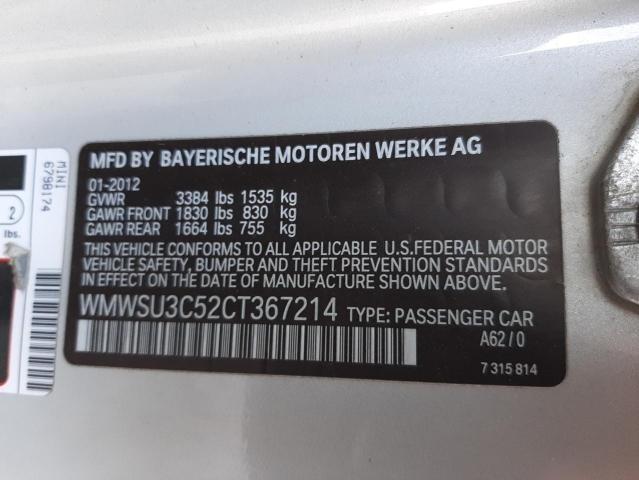 MFD BY BAYERISCHE MOTOREN WERKE AG
01-2012
GVWR 3384 lbs 1535 kg
GAWR FRONT 1830 lbs 830 kg
GAWR REAR 1664 lbs 755 kg
THIS VEHICLE CONFORMS TO ALL APPLICABLE U.S.FEDERAL MOTOR
VEHICLE SAFETY, BUMPER AND THEFT PREVENTION STANDARDS
IN EFFECT ON THE DATE OF MANUFACTURE SHOWN ABOVE.
WMWSU3C52CT367214 TYPE: PASSENGER CAR
A62/0
7 315 814
MINI
6798174
2
lbs.